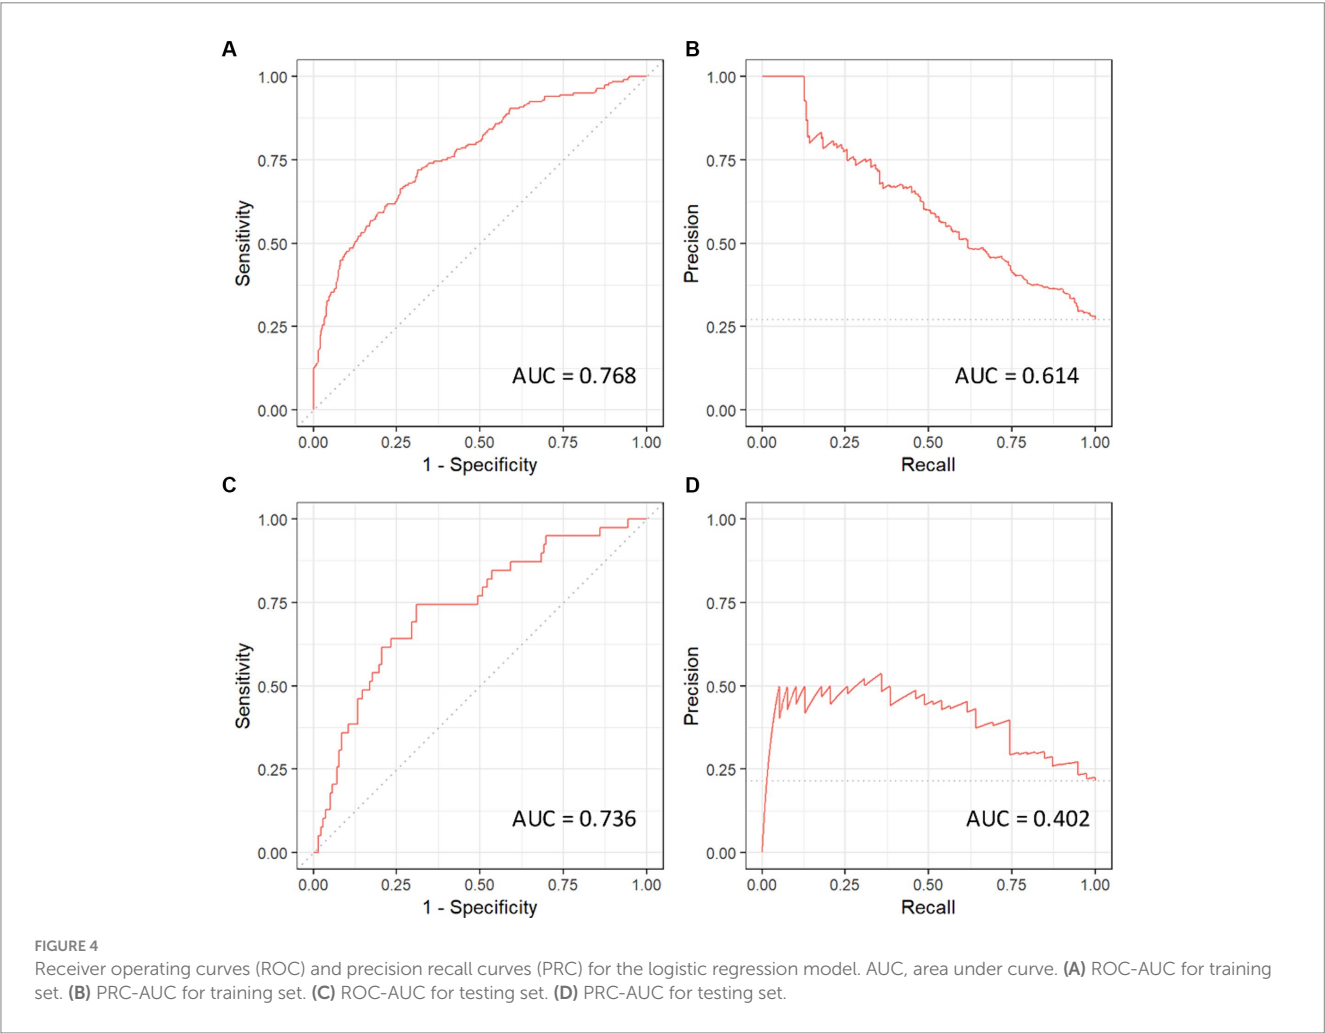 A
1.00
0.75
0.50
0.25
0.00
Sensitivity
AUC = 0.768
0.00 0.25 0.50 0.75 1.00
1 - Specificity
B
1.00
0.75
0.50
0.25
0.00
Precision
AUC = 0.614
0.00 0.25 0.50 0.75 1.00
Recall
C
1.00
0.75
0.50
0.25
0.00
Sensitivity
AUC = 0.736
0.00 0.25 0.50 0.75 1.00
1 - Specificity
D
1.00
0.75
0.50
0.25
0.00
Precision
AUC = 0.402
0.00 0.25 0.50 0.75 1.00
Recall
FIGURE 4
Receiver operating curves (ROC) and precision recall curves (PRC) for the logistic regression model. AUC, area under curve. (A) ROC-AUC for training
set. (B) PRC-AUC for training set. (C) ROC-AUC for testing set. (D) PRC-AUC for testing set.